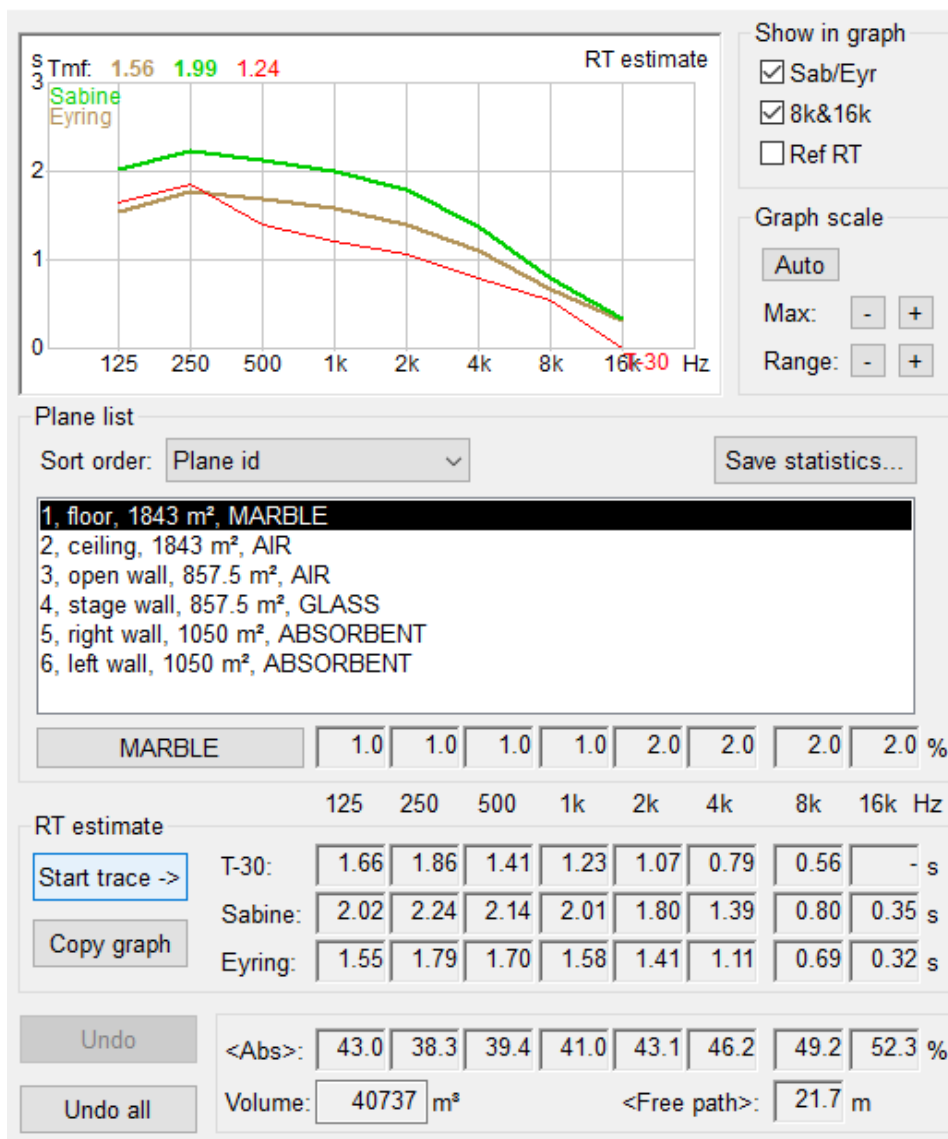 Show in graph
s Tmf: 1.56 1.99 1.24 RT estimate
3
Sabine
Eyring
2
1
0
125 250 500 1k 2k 4k 8k 16k T-30 Hz
Sab/Eyr
8k&16k
Ref RT
Graph scale
Auto
Max: - +
Range: - +
Plane list
Sort order: Plane id Save statistics...
1, floor, 1843 m², MARBLE
2, ceiling, 1843 m², AIR
3, open wall, 857.5 m², AIR
4, stage wall, 857.5 m², GLASS
5, right wall, 1050 m², ABSORBENT
6, left wall, 1050 m², ABSORBENT
MARBLE 1.0 1.0 1.0 1.0 2.0 2.0 2.0 2.0 %
125 250 500 1k 2k 4k 8k 16k Hz
RT estimate
Start trace -> T-30: 1.66 1.86 1.41 1.23 1.07 0.79 0.56 - s
Sabine: 2.02 2.24 2.14 2.01 1.80 1.39 0.80 0.35 s
Copy graph
Eyring: 1.55 1.79 1.70 1.58 1.41 1.11 0.69 0.32 s
Undo <Abs>: 43.0 38.3 39.4 41.0 43.1 46.2 49.2 52.3 %
Undo all Volume: 40737 m³ <Free path>: 21.7 m